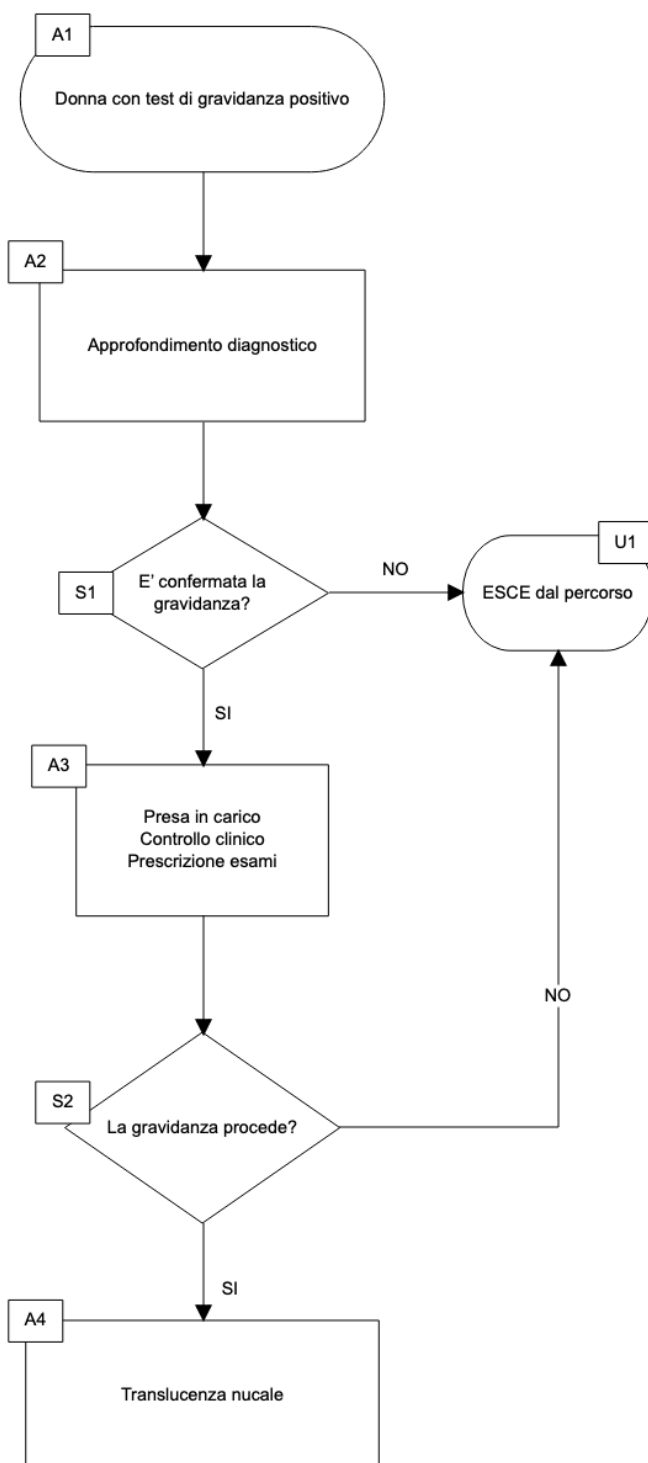 A1
Donna con test di gravidanza positivo
A2
Approfondimento diagnostico
S1
E' confermata la
gravidanza?
NO
U1
ESCE dal percorso
SI
A3
Presa in carico
Controllo clinico
Prescrizione esami
NO
S2
La gravidanza procede?
SI
A4
Translucenza nucale